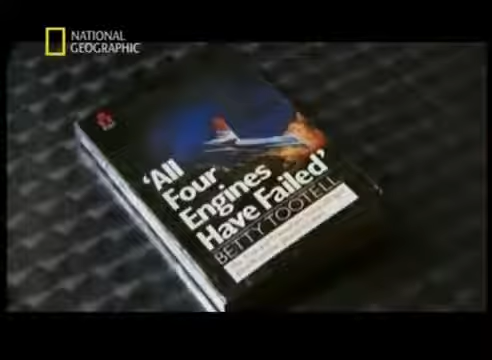 NATIONAL
GEOGRAPHIC
'All
Four
Engines
Have Failed'
BETTY TOOTELL